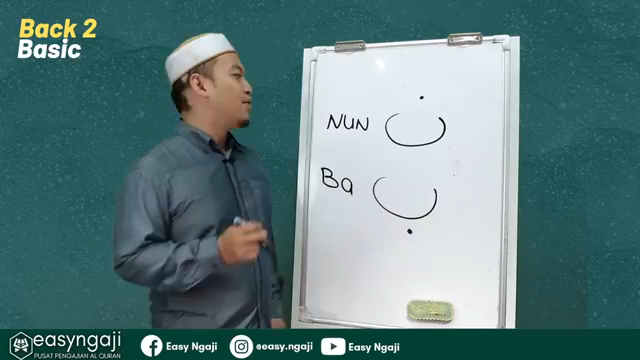 Back 2
Basic
NUN ن
Ba ب
easyngaji
PUSAT PENGAJIAN AL QURAN
Easy Ngaji
@easy.ngaji
Easy Ngaji